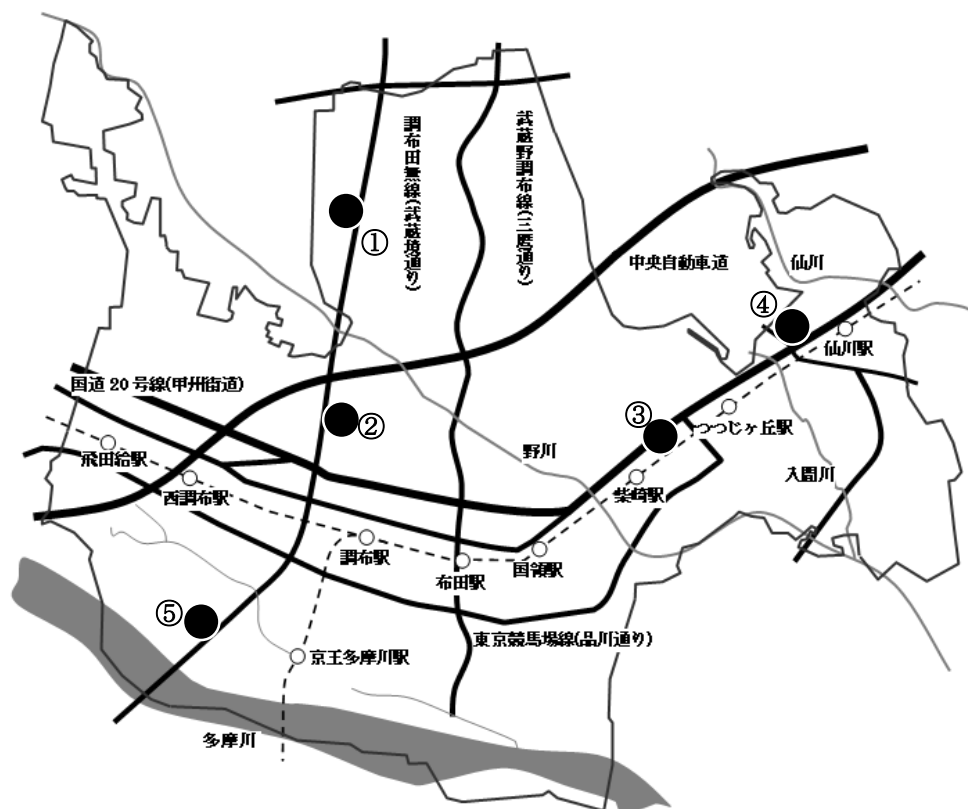 調布田無線(武蔵境通り)
武蔵野調布線(三鷹通り)
①
中央自動車道
仙川
④
仙川駅
国道20号線(甲州街道)
②
③
つつじヶ丘駅
飛田給駅
野川
入間川
西調布駅
柴崎駅
調布駅
布田駅
国領駅
⑤
東京競馬場線(品川通り)
京王多摩川駅
多摩川